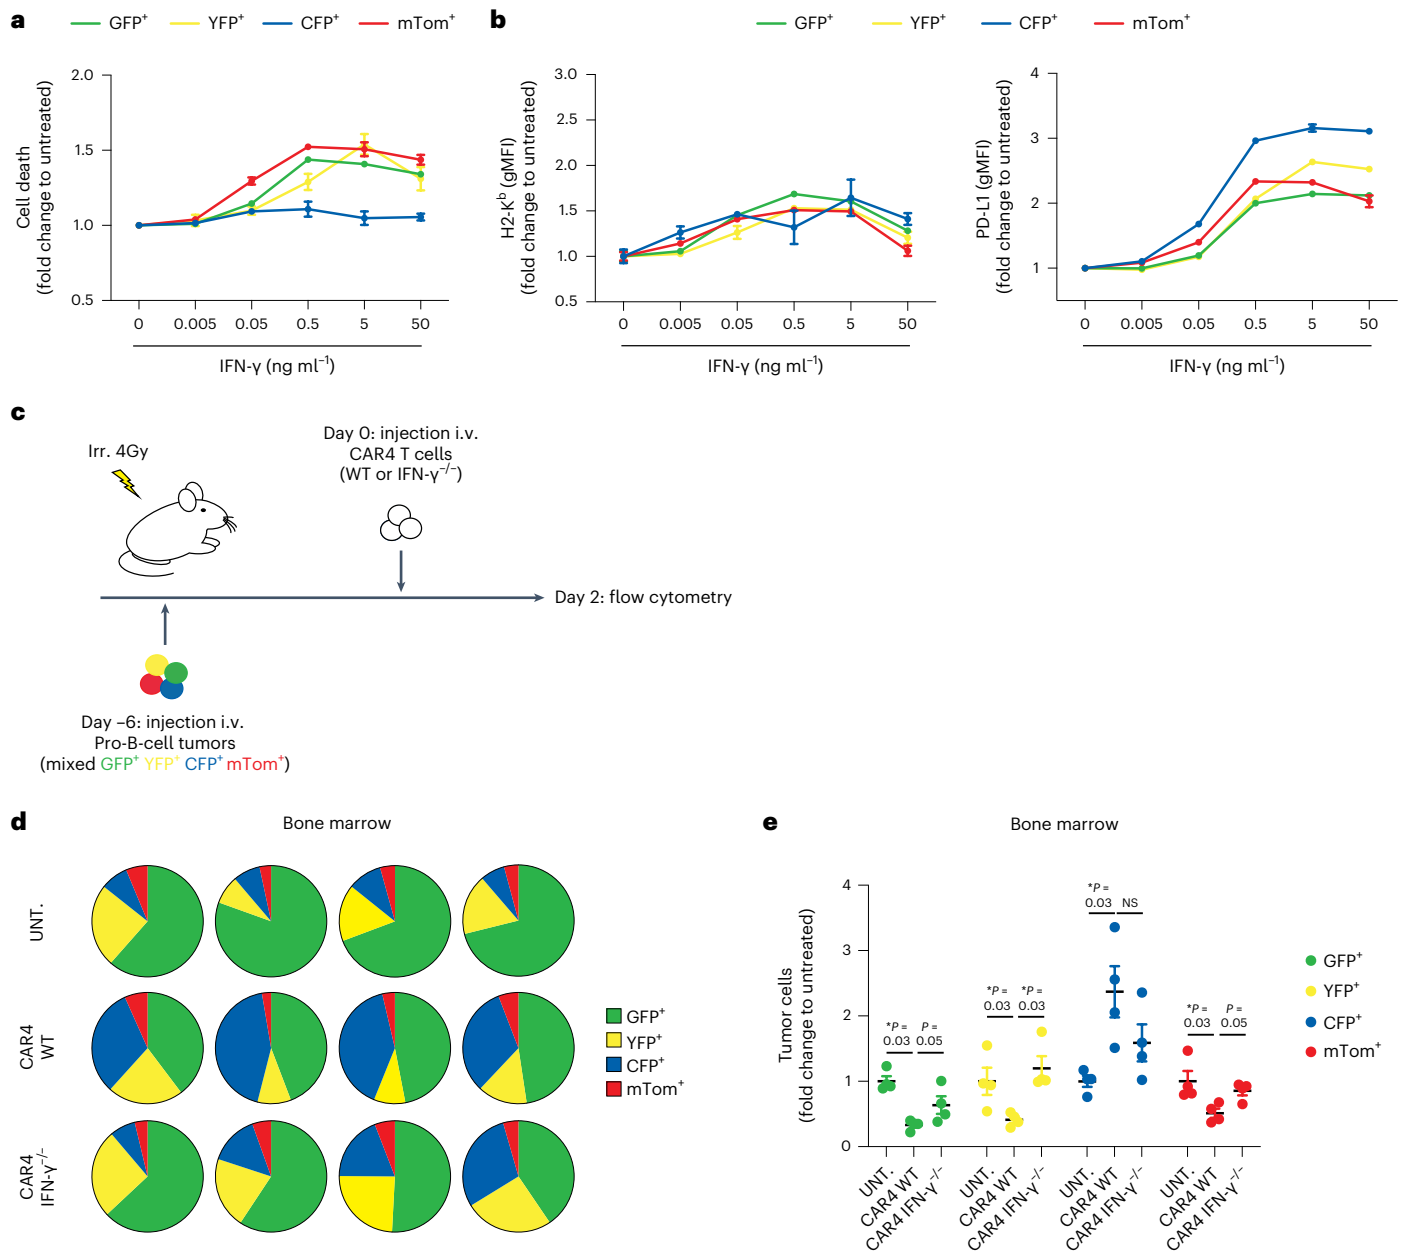 a
GFP⁺ YFP⁺ CFP⁺ mTom⁺
Cell death
(fold change to untreated)
2.0
1.5
1.0
0.5
0 0.005 0.05 0.5 5 50
IFN-γ (ng ml⁻¹)
b
GFP⁺ YFP⁺ CFP⁺ mTom⁺
H2-Kᵇ (gMFI)
(fold change to untreated)
3.0
2.5
2.0
1.5
1.0
0.5
0 0.005 0.05 0.5 5 50
IFN-γ (ng ml⁻¹)
PD-L1 (gMFI)
(fold change to untreated)
4
3
2
1
0 0.005 0.05 0.5 5 50
IFN-γ (ng ml⁻¹)
c
Irr. 4Gy
Day 0: injection i.v.
CAR4 T cells
(WT or IFN-γ⁻/⁻)
Day 2: flow cytometry
Day –6: injection i.v.
Pro-B-cell tumors
(mixed GFP⁺ YFP⁺ CFP⁺ mTom⁺)
d
Bone marrow
UNT.
CAR4
WT
CAR4
IFN-γ⁻/⁻
GFP⁺
YFP⁺
CFP⁺
mTom⁺
e
Bone marrow
Tumor cells
(fold change to untreated)
4
3
2
1
0
*P =
0.03
P =
0.05
*P =
0.03
*P =
0.03
*P =
0.03
NS
*P =
0.03
P =
0.05
UNT.
CAR4 WT
CAR4 IFN-γ⁻/⁻
UNT.
CAR4 WT
CAR4 IFN-γ⁻/⁻
UNT.
CAR4 WT
CAR4 IFN-γ⁻/⁻
UNT.
CAR4 WT
CAR4 IFN-γ⁻/⁻
GFP⁺
YFP⁺
CFP⁺
mTom⁺